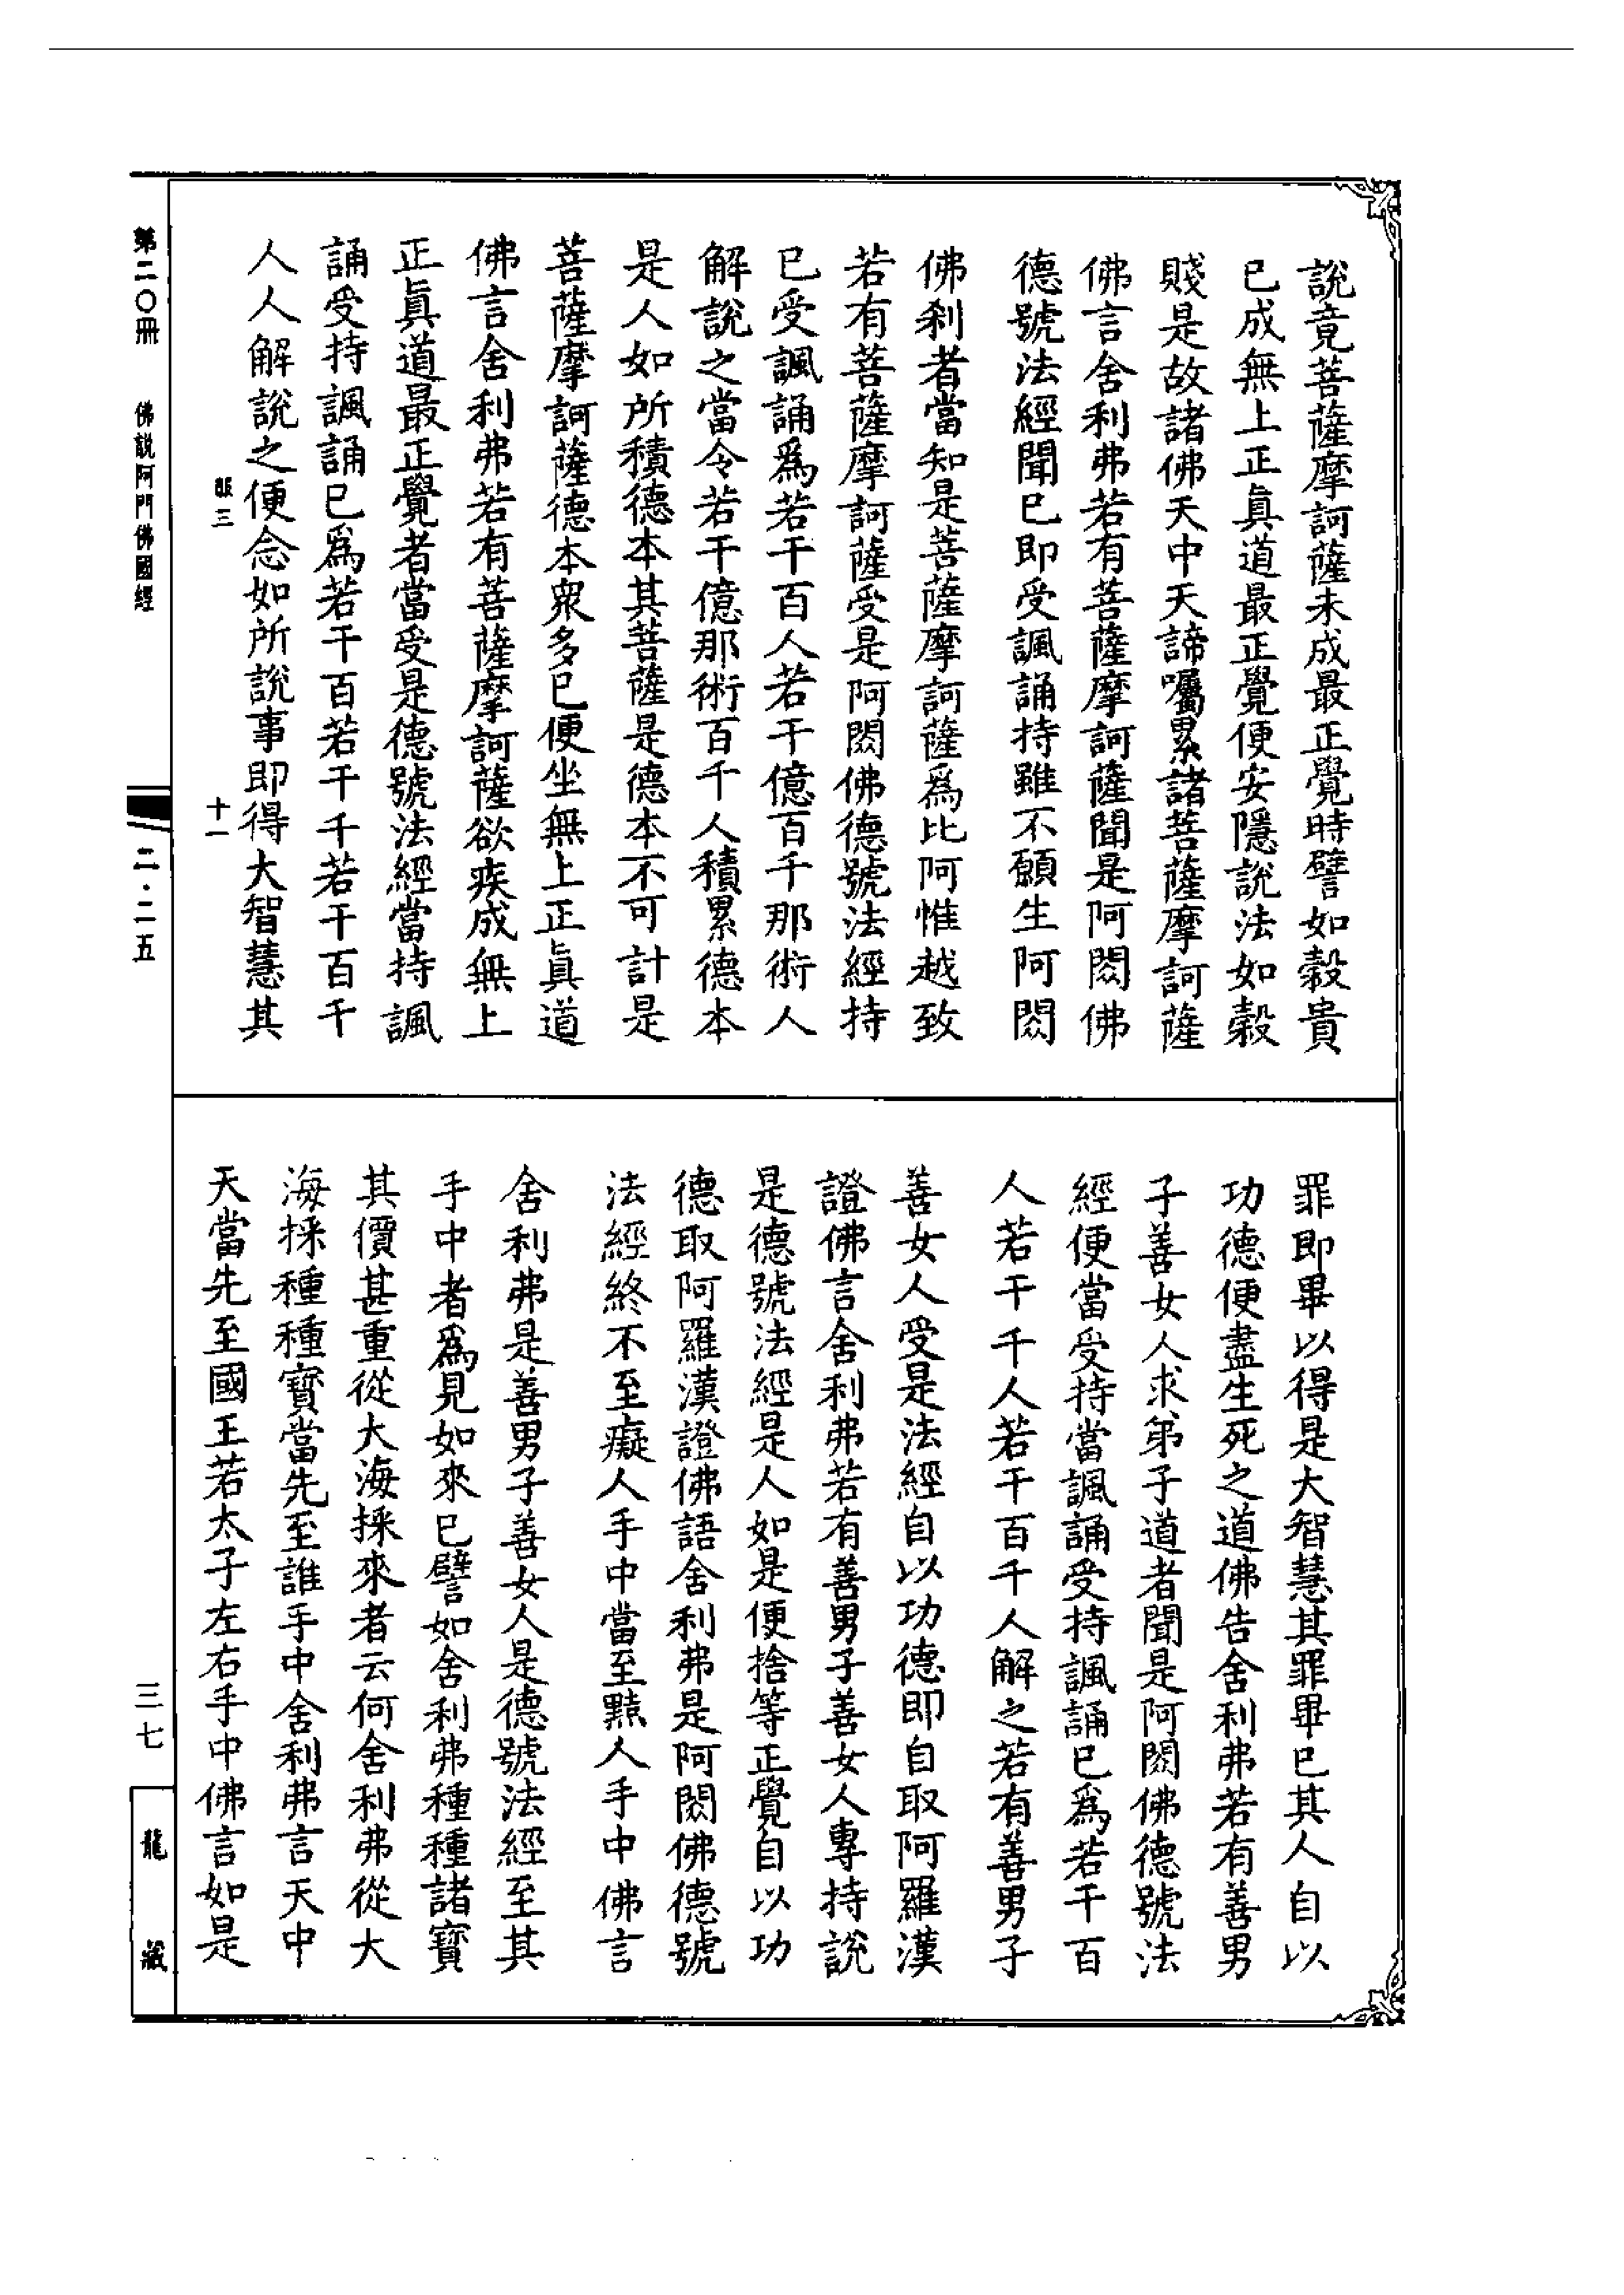 說竟菩薩摩訶薩未成最正覺時譬如穀貴
已成無上正眞道最正覺便安隱說法如穀
賤是故諸佛天中天諦囑累諸菩薩摩訶薩
佛言舍利弗若有菩薩摩訶薩聞是阿閦佛
德號法經聞已即受諷誦持雖不願生阿閦
佛刹者當知是菩薩摩訶薩爲比阿惟越致
若有菩薩摩訶薩受是阿閦佛德號法經持
已受諷誦爲若干百人若干億百千那術人
解說之當令若干億那術百千人積累德本
是人如所積德本其菩薩是德本不可計是
菩薩摩訶薩德本衆多已便坐無上正眞道
佛言舍利弗若有菩薩摩訶薩欲疾成無上
正眞道最正覺者當受是德號法經當持諷
誦受持諷誦已爲若干百若干千若干百千
人人解說之便念如所說事即得大智慧其
三 十一
罪即畢以得是大智慧其罪畢已其人自以
功德便盡生死之道佛告舍利弗若有善男
子善女人求弟子道者聞是阿閦佛德號法
經便當受持當諷誦受持諷誦已爲若干百
人若干千人若干百千人解之若有善男子
善女人受是法經自以功德即自取阿羅漢
證佛言舍利弗若有善男子善女人專持說
是德號法經是人如是便捨等正覺自以功
德取阿羅漢證佛語舍利弗是阿閦佛德號
法經終不至癡人手中當至黠人手中佛言
舍利弗是善男子善女人是德號法經至其
手中者爲見如來已譬如舍利弗種種諸寶
其價甚重從大海採來者云何舍利弗從大
海採種種寶當先至誰手中舍利弗言天中
天當先至國王若太子左右手中佛言如是
第二〇冊 佛說阿閦佛國經
二·二五
三七
龍藏